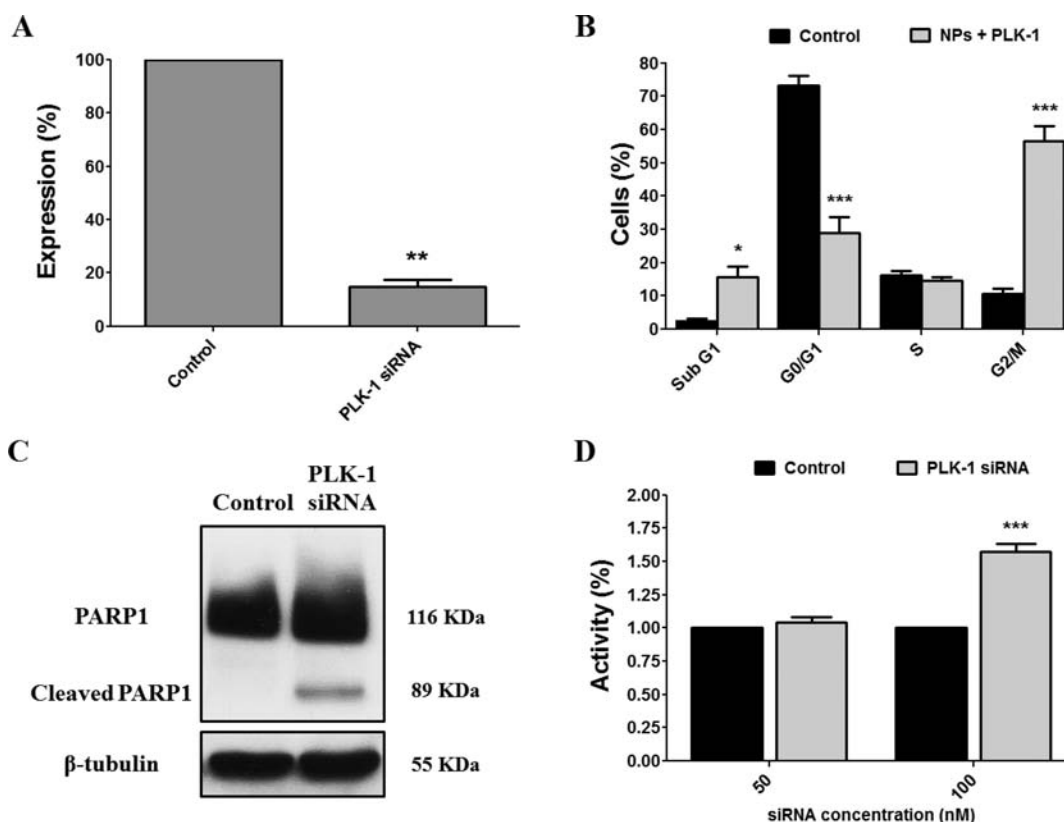 A
Expression (%)
100
80
60
40
20
0
**
Control
PLK-1 siRNA
B
Control
NPs + PLK-1
Cells (%)
80
70
60
50
40
30
20
10
0
*
***
***
Sub G1
G0/G1
S
G2/M
C
Control
PLK-1
siRNA
PARP1
116 KDa
Cleaved PARP1
89 KDa
β-tubulin
55 KDa
D
Control
PLK-1 siRNA
Activity (%)
2.00
1.75
1.50
1.25
1.00
0.75
0.50
0.25
0.00
***
50
100
siRNA concentration (nM)